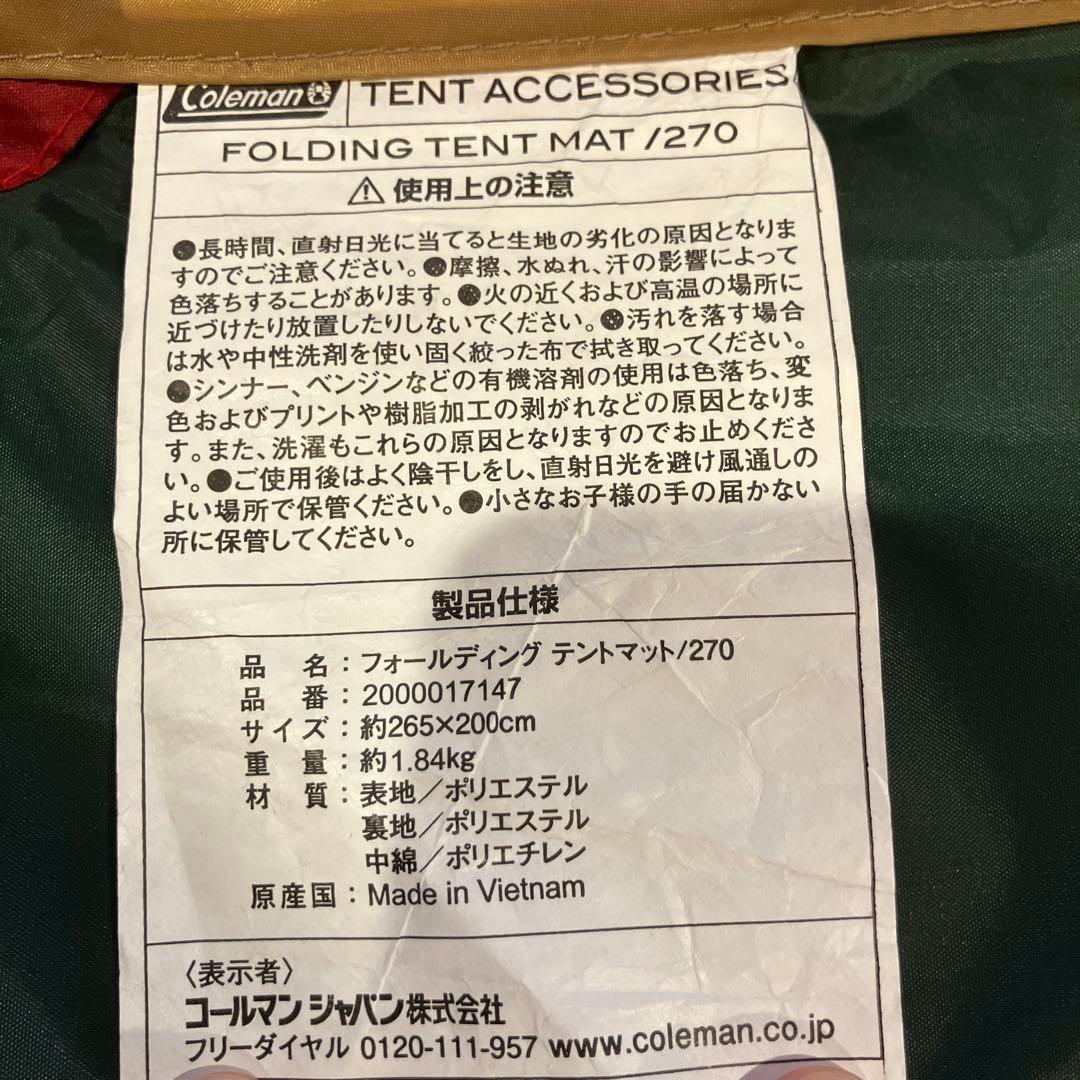 Coleman
TENT ACCESSORIES
FOLDING TENT MAT /270
⚠ 使用上の注意
●長時間、直射日光に当てると生地の劣化の原因となりま
すのでご注意ください。●摩擦、水ぬれ、汗の影響によって
色落ちすることがあります。●火の近くおよび高温の場所に
近づけたり放置したりしないでください。●汚れを落す場合
は水や中性洗剤を使い固く絞った布で拭き取ってください。
●シンナー、ベンジンなどの有機溶剤の使用は色落ち、変
色およびプリントや樹脂加工の剥がれなどの原因となりま
す。また、洗濯もこれらの原因となりますのでお止めくださ
い。●ご使用後はよく陰干しをし、直射日光を避け風通しの
よい場所で保管ください。●小さなお子様の手の届かない
所に保管してください。
製品仕様
品 名：フォールディング テントマット/270
品 番：2000017147
サイズ：約265×200cm
重 量：約1.84kg
材 質：表地／ポリエステル
裏地／ポリエステル
中綿／ポリエチレン
原産国：Made in Vietnam
〈表示者〉
コールマン ジャパン株式会社
フリーダイヤル 0120-111-957 www.coleman.co.jp